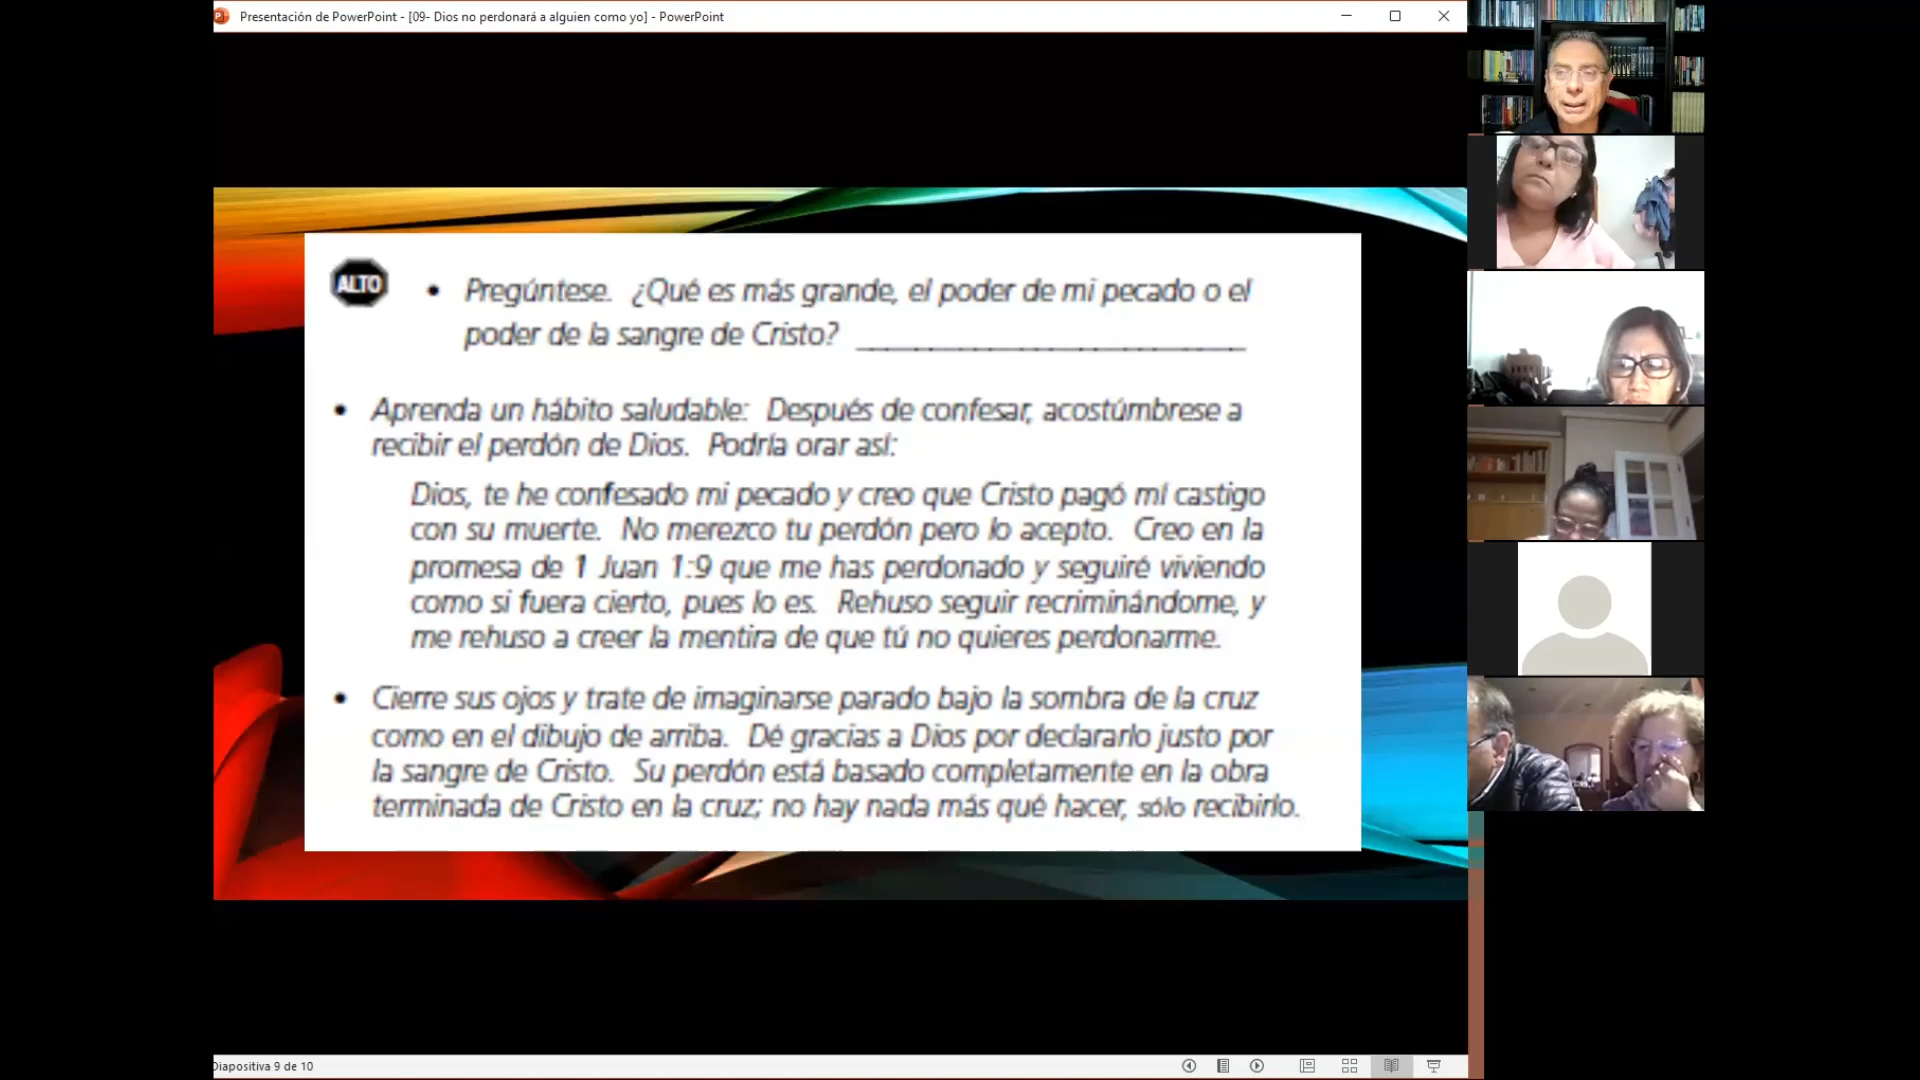 Presentación de PowerPoint - [09- Dios no perdonará a alguien como yo] - PowerPoint
ALTO
• Pregúntese. ¿Qué es más grande, el poder de mi pecado o el
poder de la sangre de Cristo? ____________________
• Aprenda un hábito saludable: Después de confesar, acostúmbrese a
recibir el perdón de Dios. Podría orar así:
Dios, te he confesado mi pecado y creo que Cristo pagó mi castigo
con su muerte. No merezco tu perdón pero lo acepto. Creo en la
promesa de 1 Juan 1:9 que me has perdonado y seguiré viviendo
como si fuera cierto, pues lo es. Rehuso seguir recriminándome, y
me rehuso a creer la mentira de que tú no quieres perdonarme.
• Cierre sus ojos y trate de imaginarse parado bajo la sombra de la cruz
como en el dibujo de arriba. Dé gracias a Dios por declararlo justo por
la sangre de Cristo. Su perdón está basado completamente en la obra
terminada de Cristo en la cruz; no hay nada más qué hacer, sólo recibirlo.
Diapositiva 9 de 10